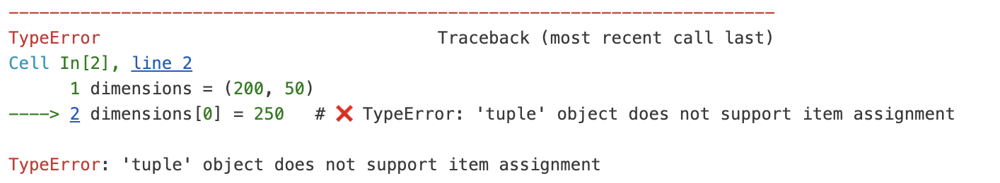 ---------------------------------------------------------------------------
TypeError                                 Traceback (most recent call last)
Cell In[2], line 2
      1 dimensions = (200, 50)
----> 2 dimensions[0] = 250   # ❌ TypeError: 'tuple' object does not support item assignment
TypeError: 'tuple' object does not support item assignment